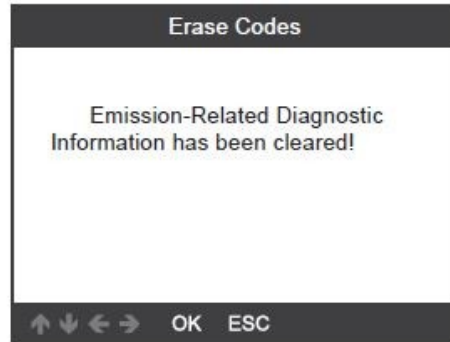 Erase Codes
Emission-Related Diagnostic
Information has been cleared!
OK ESC